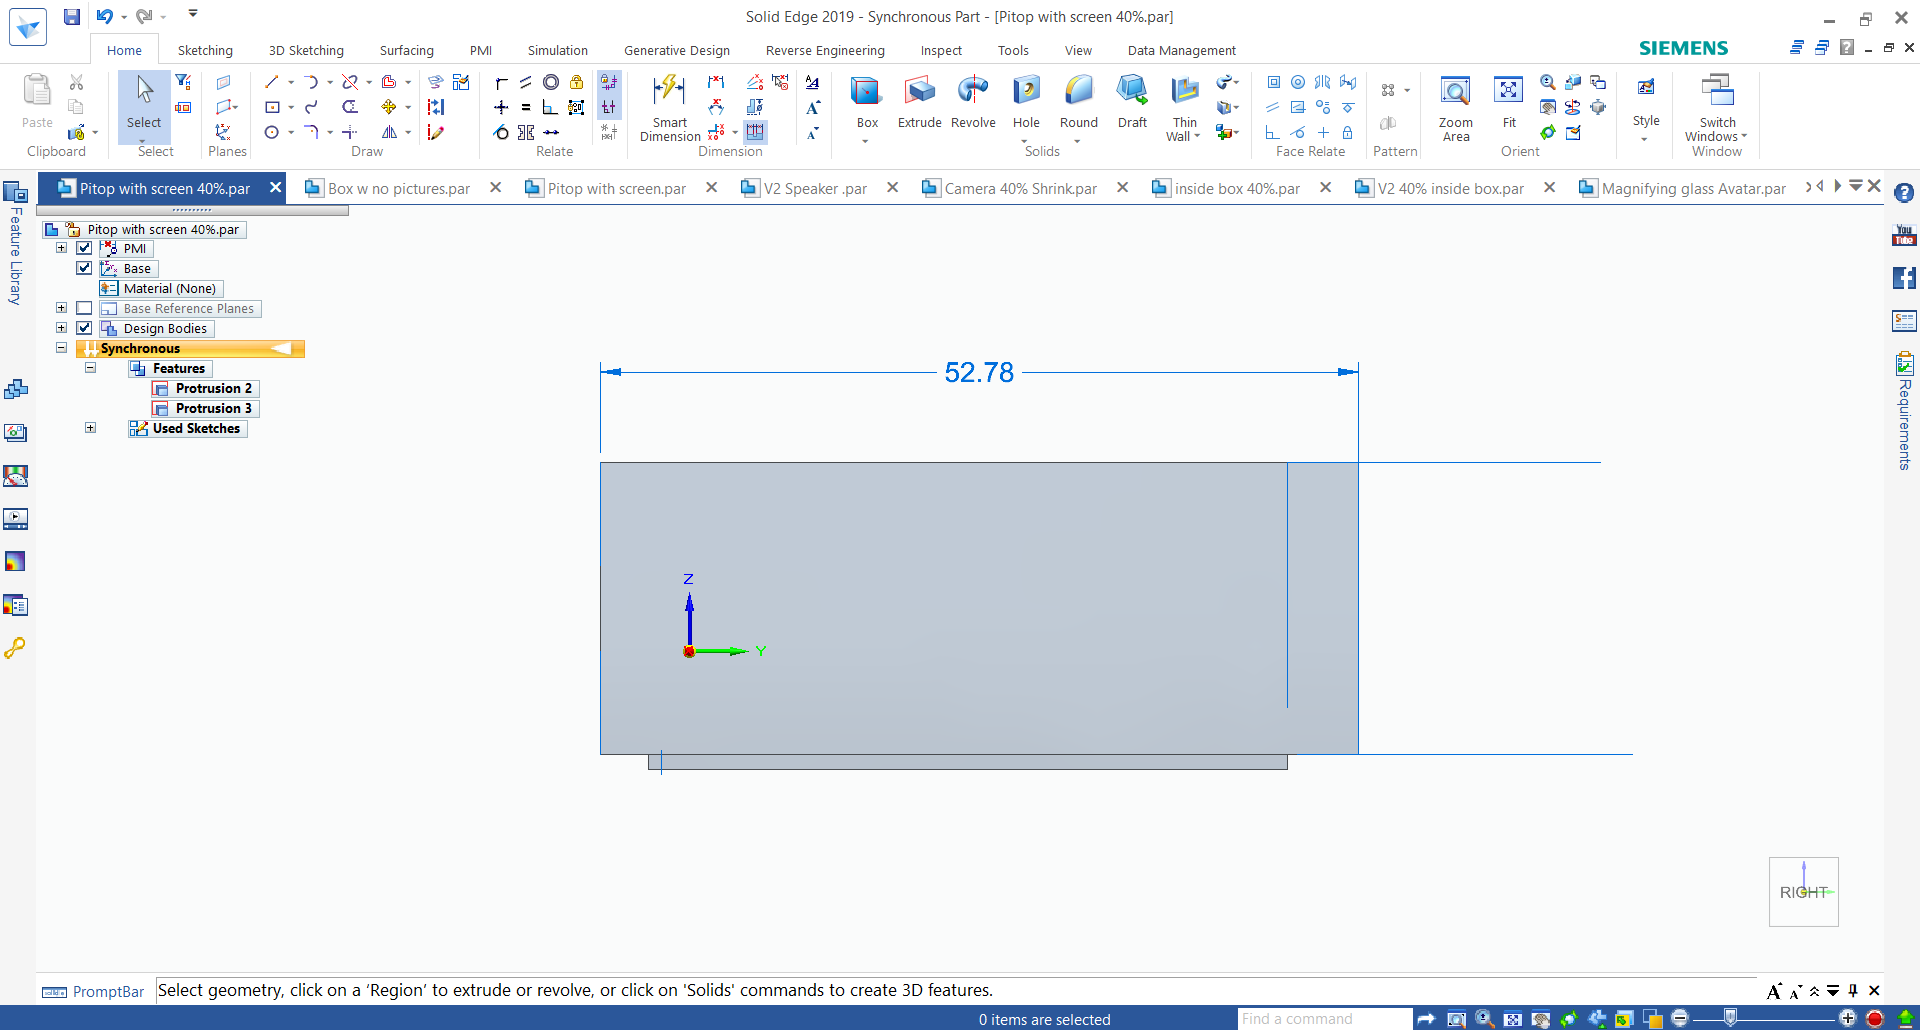 Solid Edge 2019 - Synchronous Part - [Pitop with screen 40%.par]
Home Sketching 3D Sketching Surfacing PMI Simulation Generative Design Reverse Engineering Inspect Tools View Data Management
SIEMENS
Paste
Clipboard
Select
Select
Planes
Draw
Relate
Smart Dimension
Dimension
Box Extrude Revolve Hole Round Draft Thin Wall
Solids
Face Relate
Pattern
Zoom Area
Fit
Orient
Style
Switch Windows
Window
Pitop with screen 40%.par
Box w no pictures.par
Pitop with screen.par
V2 Speaker .par
Camera 40% Shrink.par
inside box 40%.par
V2 40% inside box.par
Magnifying glass Avatar.par
Feature Library
Pitop with screen 40%.par
PMI
Base
Material (None)
Base Reference Planes
Design Bodies
Synchronous
Features
Protrusion 2
Protrusion 3
Used Sketches
You
Tube
Requirements
52.78
Z
Y
RIGHT
PromptBar
Select geometry, click on a ‘Region’ to extrude or revolve, or click on 'Solids' commands to create 3D features.
0 items are selected
Find a command